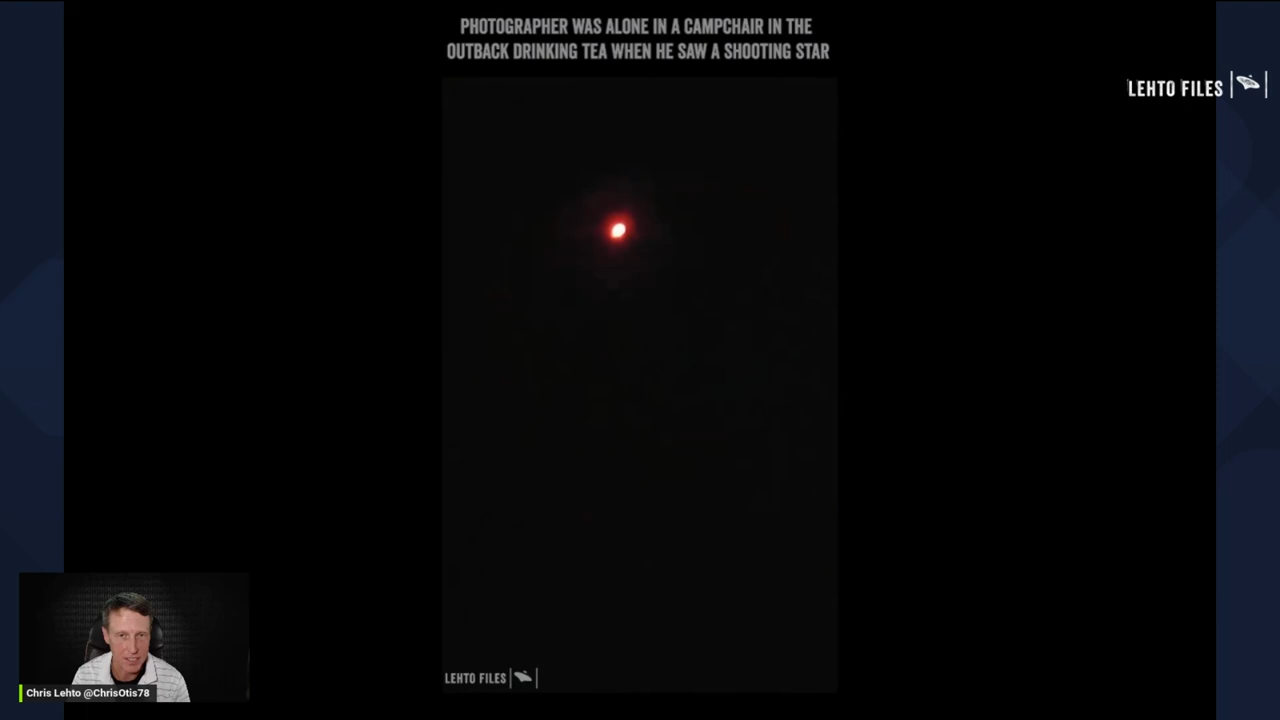 PHOTOGRAPHER WAS ALONE IN A CAMPCHAIR IN THE
OUTBACK DRINKING TEA WHEN HE SAW A SHOOTING STAR
LEHTO FILES
LEHTO FILES
Chris Lehto @ChrisOtis78